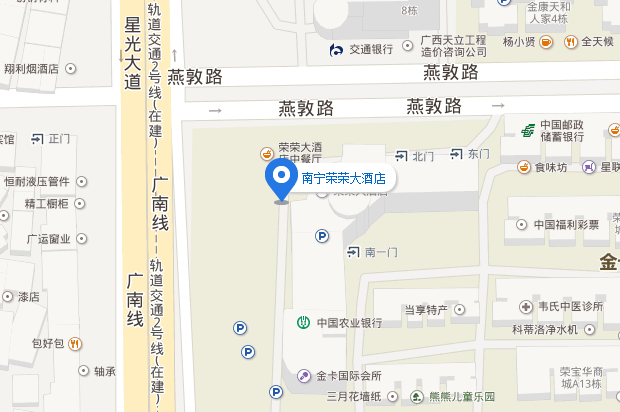 8栋
金康天和
人家4栋
交通银行
广西天立工程
造价咨询公司
杨小贤
全天候
翔利烟酒店
星光大道
轨道交通2号线(在建)
燕敦路
燕敦路
燕敦路
燕敦路
正门
荣荣大酒
店中餐厅
北门
东门
中国邮政
储蓄银行
食味坊
星联
恒耐液压管件
精工橱柜
广运窗业
广南线
南宁荣荣大酒店
中国福利彩票
荣宝
城
南一门
金
广南线
轨道交通2号线(在建)
漆店
包好包
轴承
中国农业银行
当享特产
韦氏中医诊所
科蒂洛净水机
金卡国际会所
三月花墙纸
熊熊儿童乐园
荣宝华商
城A13栋